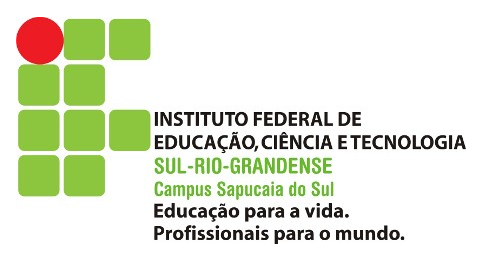 INSTITUTO FEDERAL DE
EDUCAÇÃO, CIÊNCIA E TECNOLOGIA
SUL-RIO-GRANDENSE
Campus Sapucaia do Sul
Educação para a vida.
Profissionais para o mundo.